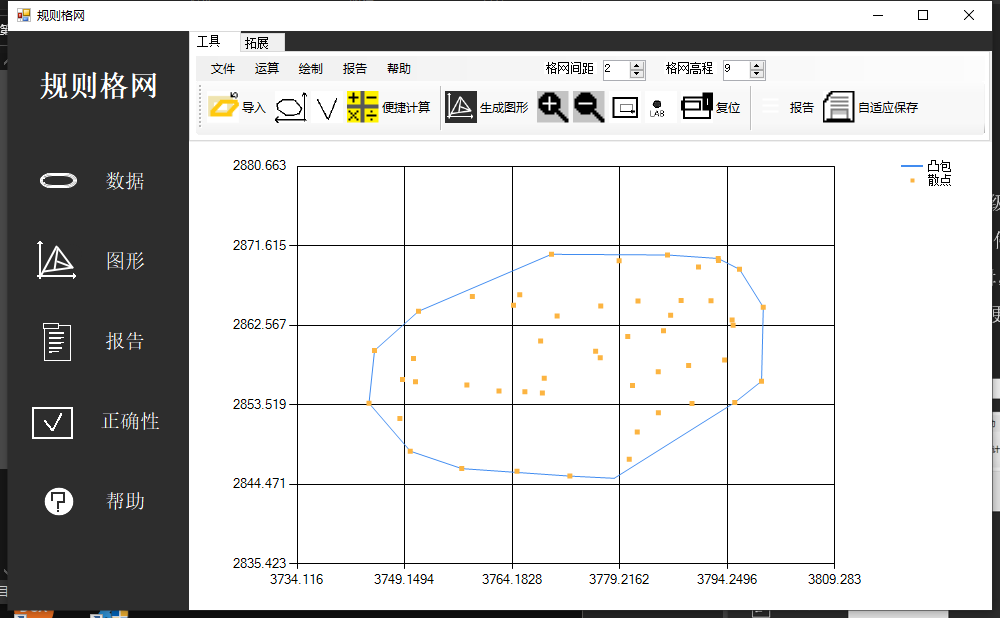 规则格网
工具 拓展
文件 运算 绘制 报告 帮助 格网间距 2 格网高程 9
导入 便捷计算 生成图形 LAB 复位 报告 自适应保存
规则格网
数据
图形
报告
正确性
帮助
凸包
散点
2880.663
2871.615
2862.567
2853.519
2844.471
2835.423
3734.116 3749.1494 3764.1828 3779.2162 3794.2496 3809.283